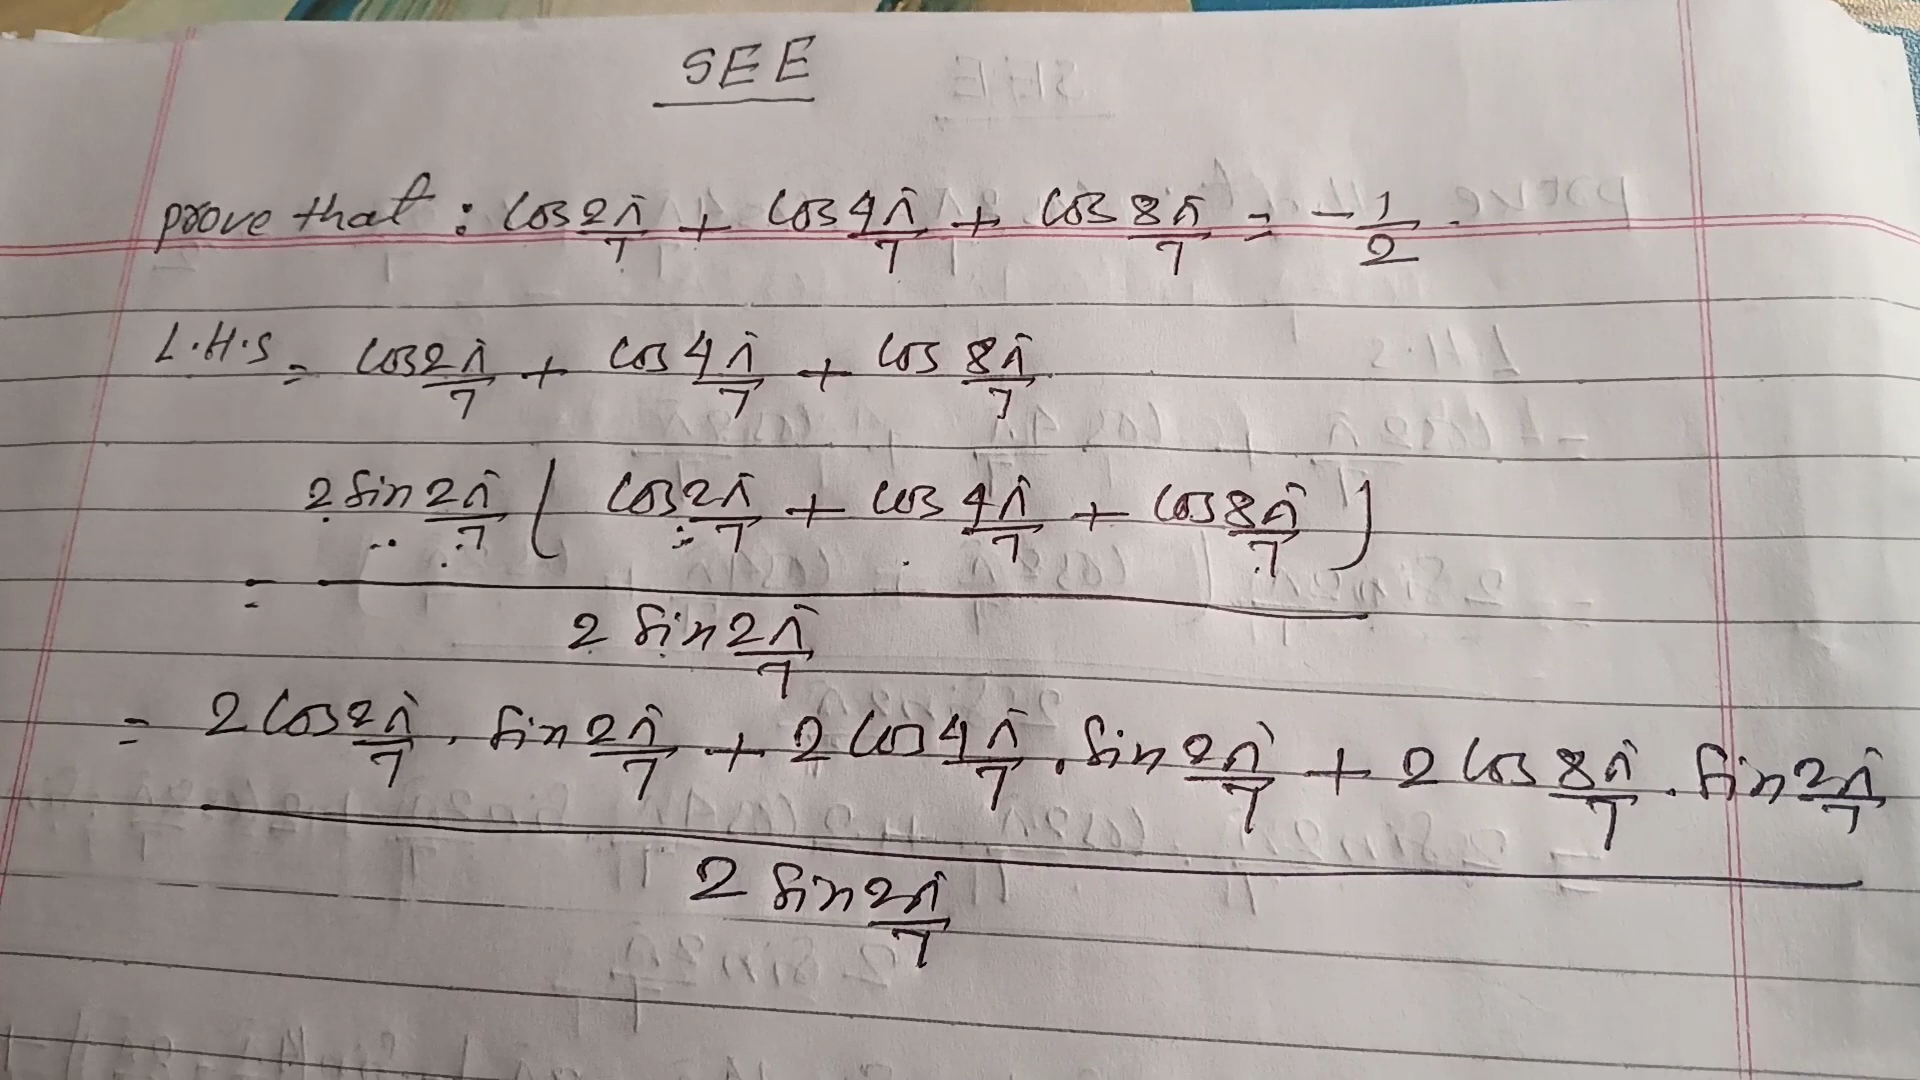 SEE
prove that : cos 2π/7 + cos 4π/7 + cos 8π/7 = -1/2.
L.H.S = cos 2π/7 + cos 4π/7 + cos 8π/7
= 2 sin 2π/7 ( cos 2π/7 + cos 4π/7 + cos 8π/7 ) / 2 sin 2π/7
= 2 cos 2π/7 . sin 2π/7 + 2 cos 4π/7 . sin 2π/7 + 2 cos 8π/7 . sin 2π/7 / 2 sin 2π/7